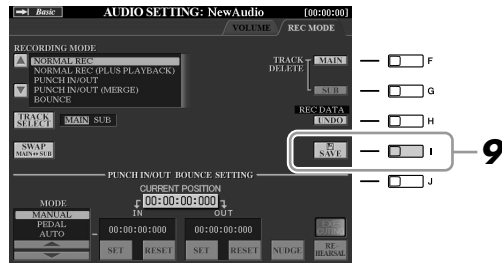 Basic AUDIO SETTING: NewAudio [00:00:00]
VOLUME REC MODE
RECORDING MODE
NORMAL REC
NORMAL REC (PLUS PLAYBACK)
PUNCH IN/OUT
PUNCH IN/OUT (MERGE)
BOUNCE
TRACK DELETE MAIN F
SUB G
TRACK SELECT MAIN SUB
REC DATA
UNDO H
SWAP MAIN↔SUB
SAVE I 9
J
PUNCH IN/OUT BOUNCE SETTING
CURRENT POSITION
00:00:00:000
MODE IN OUT
MANUAL
PEDAL
AUTO
00:00:00:000 00:00:00:000
SET RESET SET RESET NUDGE RE-HEARSAL